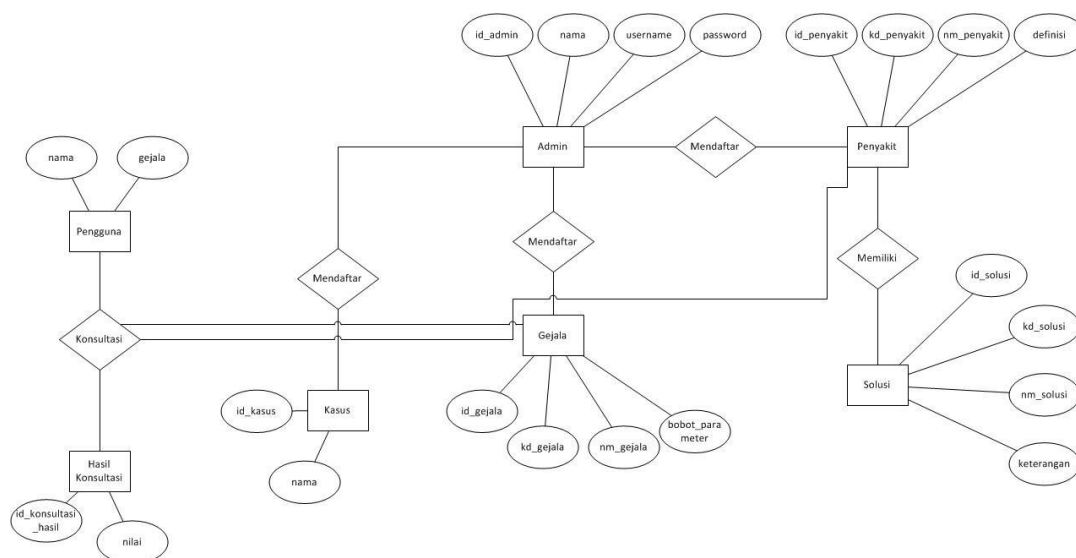 id_admin
nama
username
password
id_penyakit
kd_penyakit
nm_penyakit
definisi
Admin
Mendaftar
Penyakit
nama
gejala
Pengguna
Mendaftar
Mendaftar
Memiliki
id_solusi
kd_solusi
Konsultasi
Gejala
Solusi
nm_solusi
id_kasus
Kasus
id_gejala
kd_gejala
nm_gejala
bobot_para
meter
keterangan
nama
Hasil
Konsultasi
id_konsultasi
_hasil
nilai